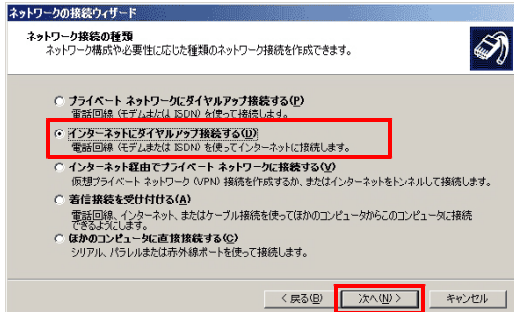 ネットワークの接続ウィザード
ネットワーク接続の種類
ネットワーク構成や必要性に応じた種類のネットワーク接続を作成できます。
プライベート ネットワークにダイヤルアップ接続する(P)
電話回線 (モデムまたは ISDN) を使って接続します。
インターネットにダイヤルアップ接続する(D)
電話回線 (モデムまたは ISDN) を使ってインターネットに接続します。
インターネット経由でプライベート ネットワークに接続する(V)
仮想プライベート ネットワーク (VPN) 接続を作成するか、またはインターネットをトンネルして接続します。
着信接続を受け付ける(A)
電話回線、インターネット、またはケーブル接続を使ってほかのコンピュータからこのコンピュータに接続
できるようにします。
ほかのコンピュータに直接接続する(C)
シリアル、パラレルまたは赤外線ポートを使って接続します。
< 戻る(B)
次へ(N) >
キャンセル